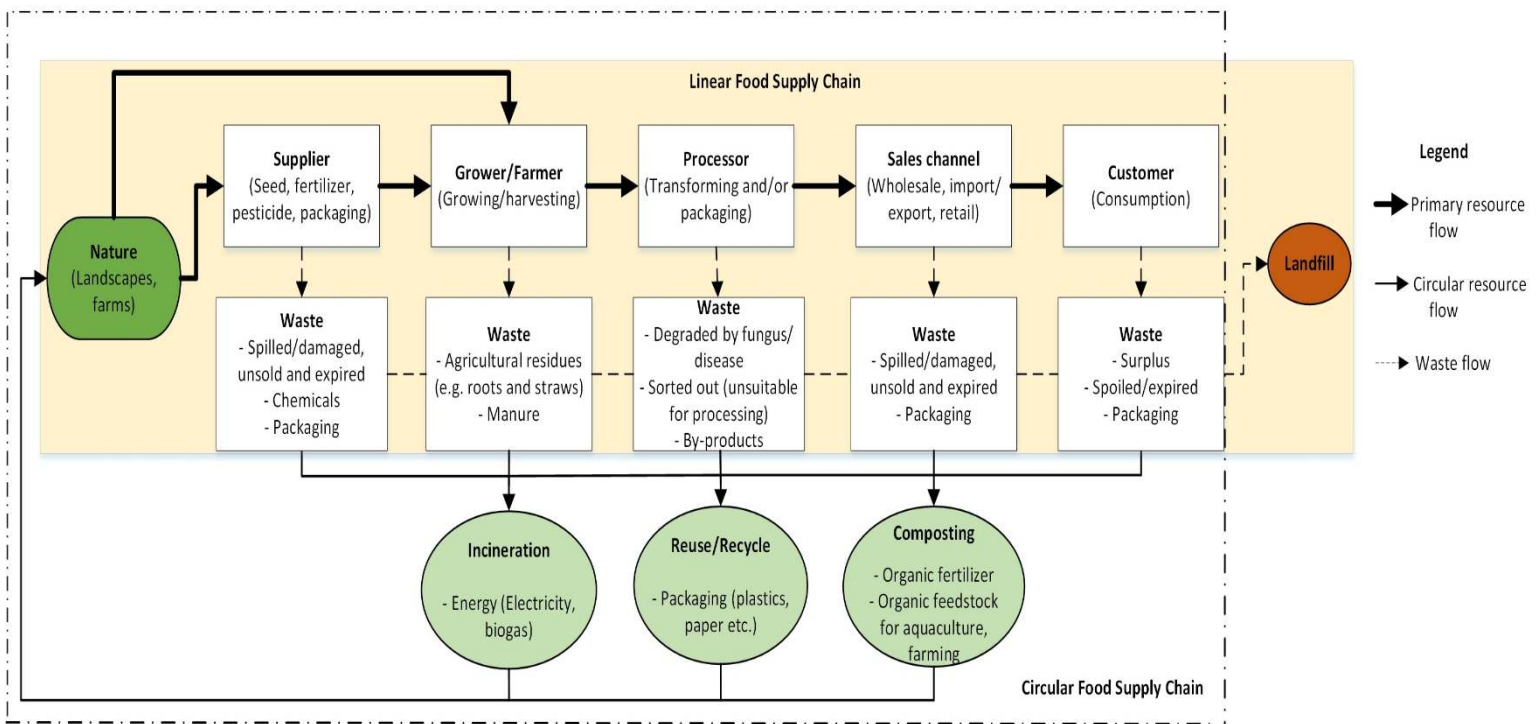 Linear Food Supply Chain
Supplier
(Seed, fertilizer,
pesticide, packaging)
Grower/Farmer
(Growing/harvesting)
Processor
(Transforming and/or
packaging)
Sales channel
(Wholesale, import/
export, retail)
Customer
(Consumption)
Nature
(Landscapes,
farms)
Landfill
Waste
- Spilled/damaged,
unsold and expired
- Chemicals
- Packaging
Waste
- Agricultural residues
(e.g. roots and straws)
- Manure
Waste
- Degraded by fungus/
disease
- Sorted out (unsuitable
for processing)
- By-products
Waste
- Spilled/damaged,
unsold and expired
- Packaging
Waste
- Surplus
- Spoiled/expired
- Packaging
Incineration
- Energy (Electricity,
biogas)
Reuse/Recycle
- Packaging (plastics,
paper etc.)
Composting
- Organic fertilizer
- Organic feedstock
for aquaculture,
farming
Circular Food Supply Chain
Legend
Primary resource
flow
Circular resource
flow
Waste flow